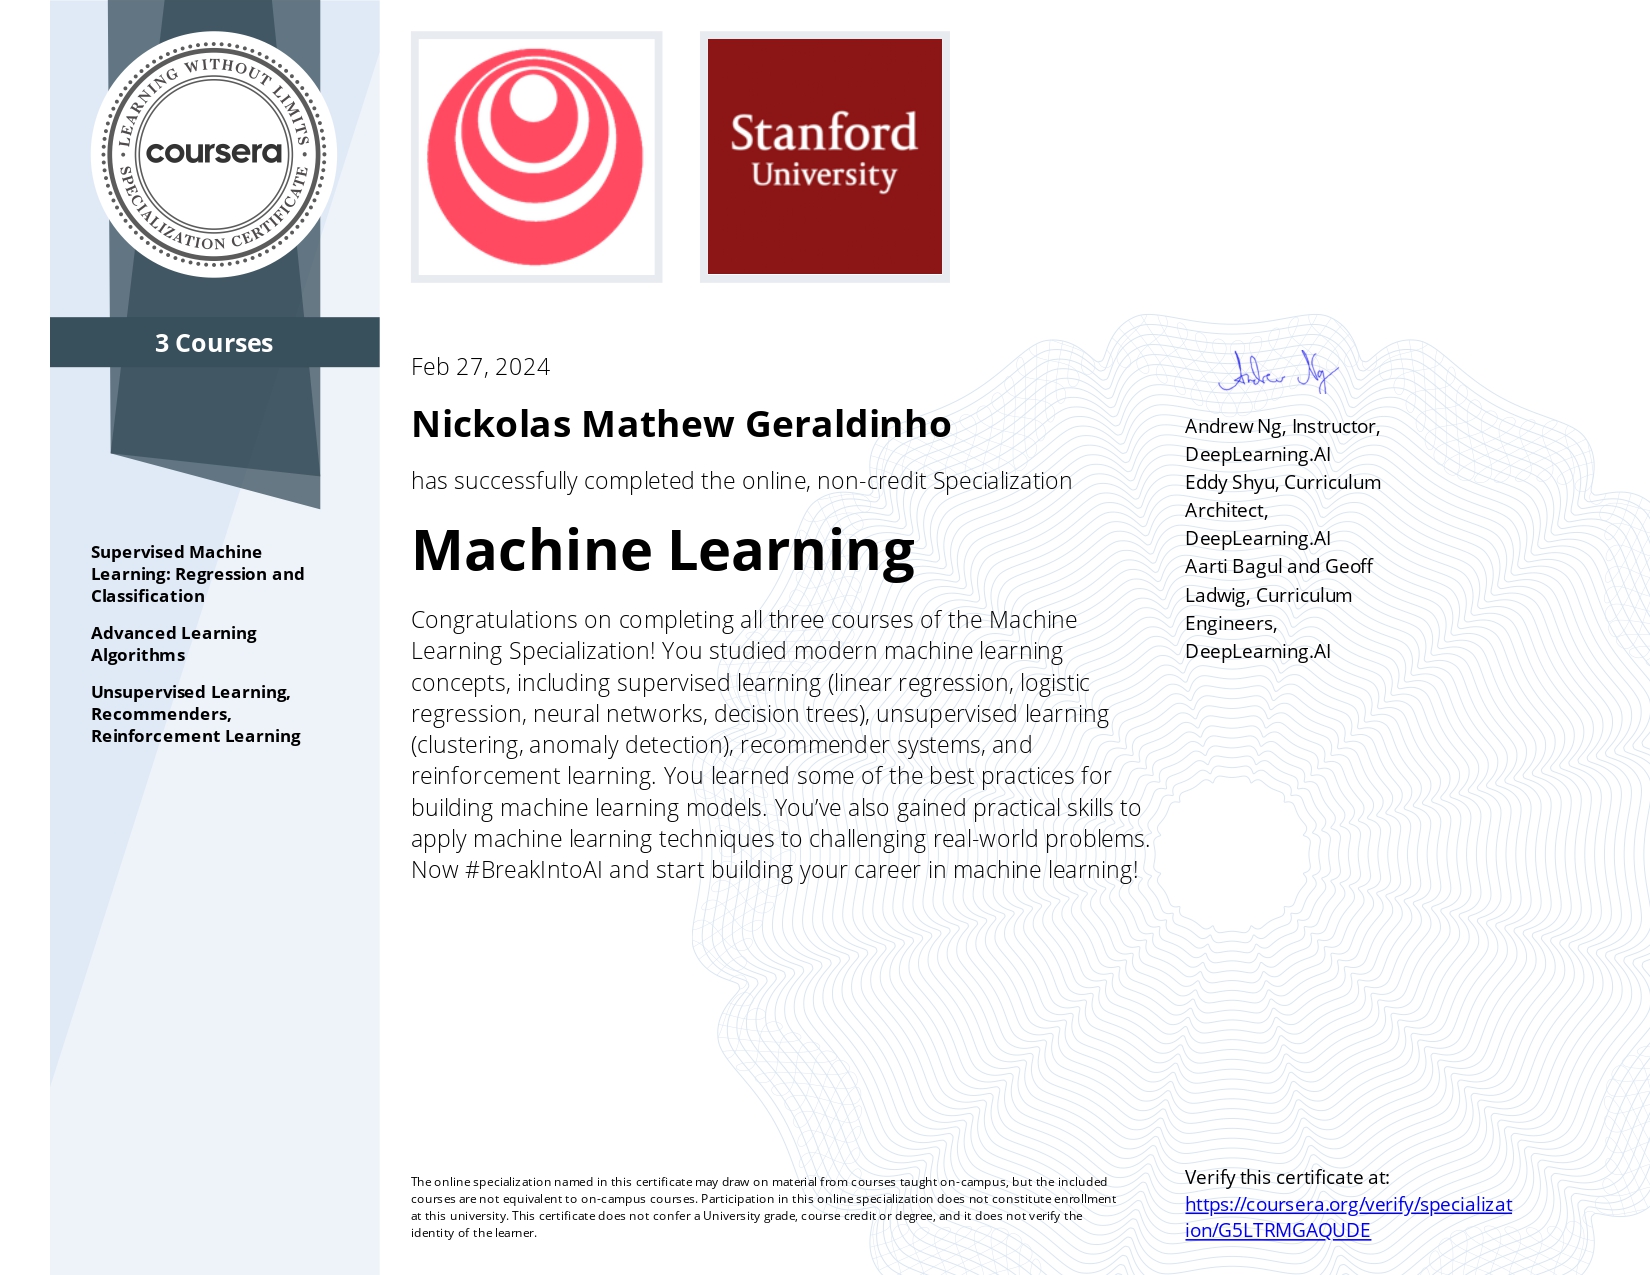 LEARNING WITHOUT LIMITS
coursera
SPECIALIZATION CERTIFICATE
3 Courses
Supervised Machine
Learning: Regression and
Classification
Advanced Learning
Algorithms
Unsupervised Learning,
Recommenders,
Reinforcement Learning
Stanford
University
Feb 27, 2024
Nickolas Mathew Geraldinho
has successfully completed the online, non-credit Specialization
Machine Learning
Congratulations on completing all three courses of the Machine
Learning Specialization! You studied modern machine learning
concepts, including supervised learning (linear regression, logistic
regression, neural networks, decision trees), unsupervised learning
(clustering, anomaly detection), recommender systems, and
reinforcement learning. You learned some of the best practices for
building machine learning models. You’ve also gained practical skills to
apply machine learning techniques to challenging real-world problems.
Now #BreakIntoAI and start building your career in machine learning!
Andrew Ng
Andrew Ng, Instructor,
DeepLearning.AI
Eddy Shyu, Curriculum
Architect,
DeepLearning.AI
Aarti Bagul and Geoff
Ladwig, Curriculum
Engineers,
DeepLearning.AI
The online specialization named in this certificate may draw on material from courses taught on-campus, but the included
courses are not equivalent to on-campus courses. Participation in this online specialization does not constitute enrollment
at this university. This certificate does not confer a University grade, course credit or degree, and it does not verify the
identity of the learner.
Verify this certificate at:
https://coursera.org/verify/specializat
ion/G5LTRMGAQUDE